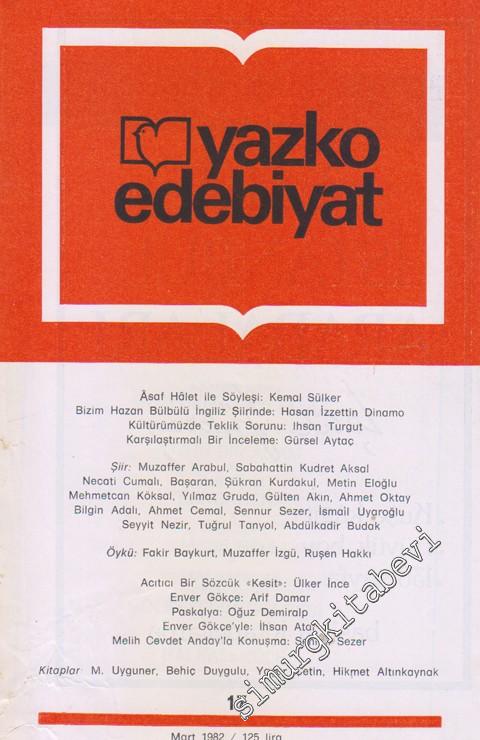 yazko
edebiyat
Âsaf Hâlet ile Söyleşi: Kemal Sülker
Bizim Hazan Bülbülü İngiliz Şiirinde: Hasan İzzettin Dinamo
Kültürümüzde Teklik Sorunu: Ihsan Turgut
Karşılaştırmalı Bir İnceleme: Gürsel Aytaç
Şiir: Muzaffer Arabul, Sabahattin Kudret Aksal
Necati Cumalı, Başaran, Şükran Kurdakul, Metin Eloğlu
Mehmetcan Köksal, Yılmaz Gruda, Gülten Akın, Ahmet Oktay
Bilgin Adalı, Ahmet Cemal, Sennur Sezer, İsmail Uyaroğlu
Seyyit Nezir, Tuğrul Tanyol, Abdülkadir Budak
Öykü: Fakir Baykurt, Muzaffer İzgü, Ruşen Hakkı
Acıtıcı Bir Sözcük «Kesit»: Ülker İnce
Enver Gökçe: Arif Damar
Paskalya: Oğuz Demiralp
Enver Gökçe'yle: İhsan
Melih Cevdet Anday'la Konuşma: Sezer
Kitaplar M. Uyguner, Behiç Duygulu, Hikmet Altınkaynak
simurgkitabevi
Mart 1982 / 125 lira